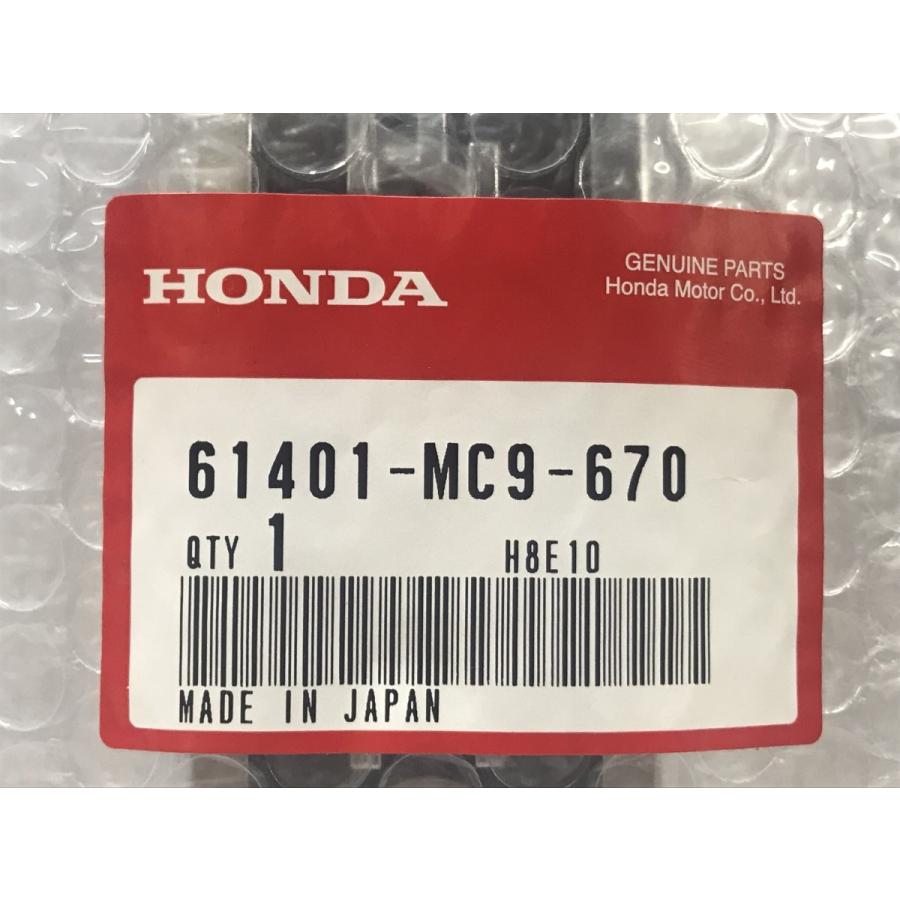 HONDA
GENUINE PARTS
Honda Motor Co., Ltd.
61401-MC9-670
QTY 1 H8E10
MADE IN JAPAN